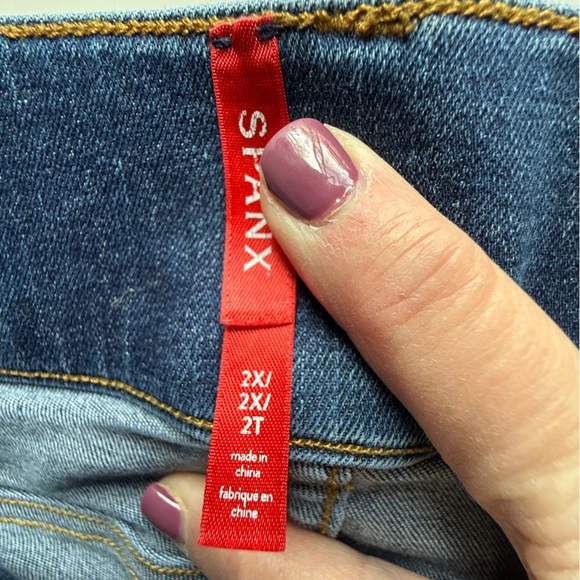 SPANX
2X/
2X/
2T
made in
china
fabriqué en
chine